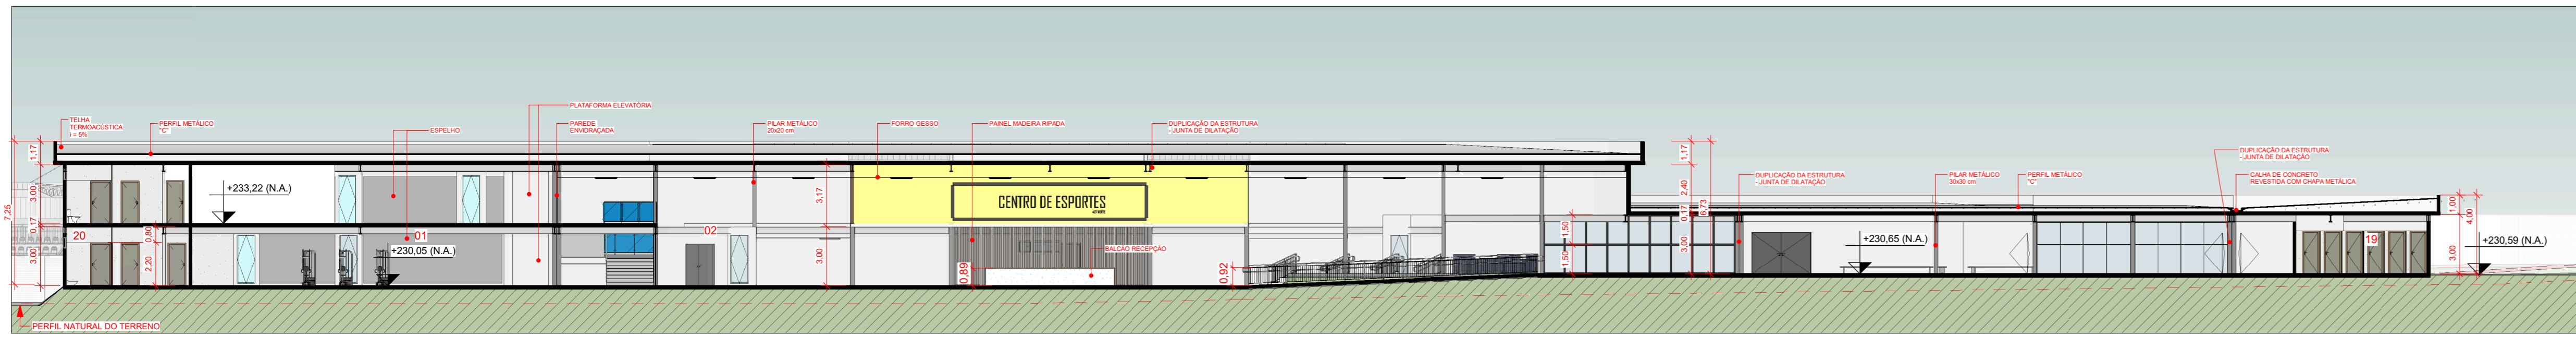 TELHA
TERMOACÚSTICA
i < 5%
PERFIL METÁLICO
"C"
ESPELHO
PLATAFORMA ELEVATÓRIA
PAREDE
ENVIDRAÇADA
PILAR METÁLICO
20x20 cm
FORRO GESSO
PAINEL MADEIRA RIPADA
DUPLICAÇÃO DA ESTRUTURA
- JUNTA DE DILATAÇÃO
DUPLICAÇÃO DA ESTRUTURA
- JUNTA DE DILATAÇÃO
PILAR METÁLICO
30x30 cm
PERFIL METÁLICO
"C"
DUPLICAÇÃO DA ESTRUTURA
- JUNTA DE DILATAÇÃO
CALHA DE CONCRETO
REVESTIDA COM CHAPA METÁLICA
7,25
1,17
3,00
0,17
3,00
0,80
2,20
+233,22 (N.A.)
20
01
+230,05 (N.A.)
02
3,17
3,00
CENTRO DE ESPORTES
0,89
BALCÃO RECEPÇÃO
0,92
1,50
1,50
1,17
2,40
0,17
3,00
6,73
+230,65 (N.A.)
19
1,00
3,00
4,00
+230,59 (N.A.)
PERFIL NATURAL DO TERRENO